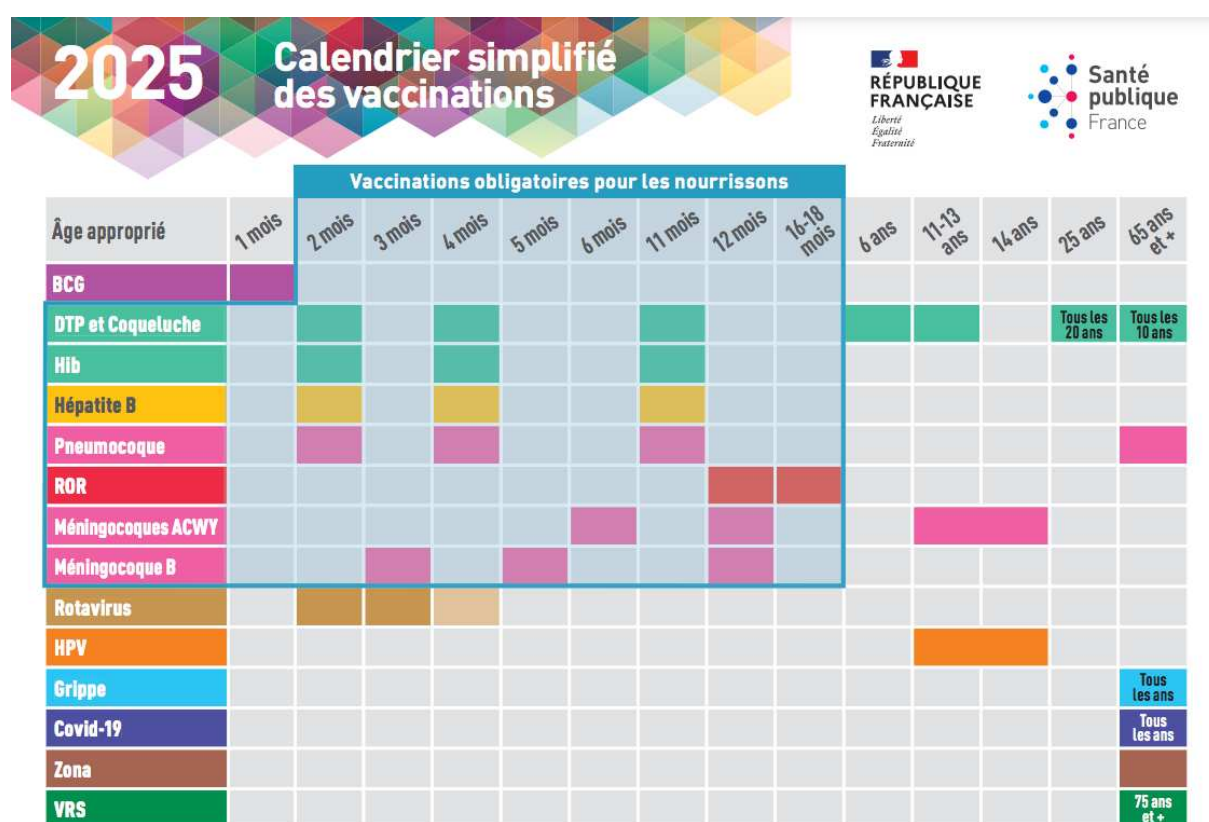 2025
Calendrier simplifié
des vaccinations
RÉPUBLIQUE
FRANÇAISE
Liberté
Égalité
Fraternité
Santé
publique
France
Vaccinations obligatoires pour les nourrissons
Âge approprié
1 mois
2 mois
3 mois
4 mois
5 mois
6 mois
11 mois
12 mois
16-18
mois
6 ans
11-13
ans
14 ans
25 ans
65 ans
et +
BCG
DTP et Coqueluche
Tous les
20 ans
Tous les
10 ans
Hib
Hépatite B
Pneumocoque
ROR
Méningocoques ACWY
Méningocoque B
Rotavirus
HPV
Grippe
Tous
les ans
Covid-19
Tous
les ans
Zona
VRS
75 ans
et +